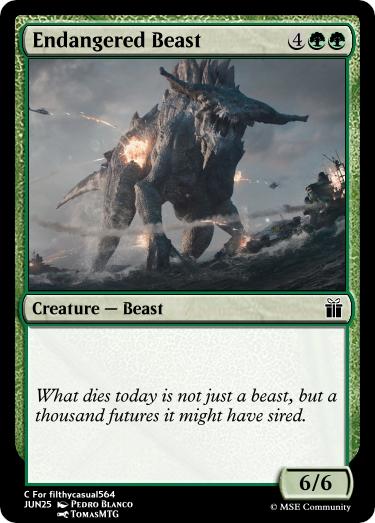 Endangered Beast 4
Creature — Beast
What dies today is not just a beast, but a
thousand futures it might have sired.
6/6
C For filthycasual564
JUN25 Pedro Blanco
TomasMTG
© MSE Community